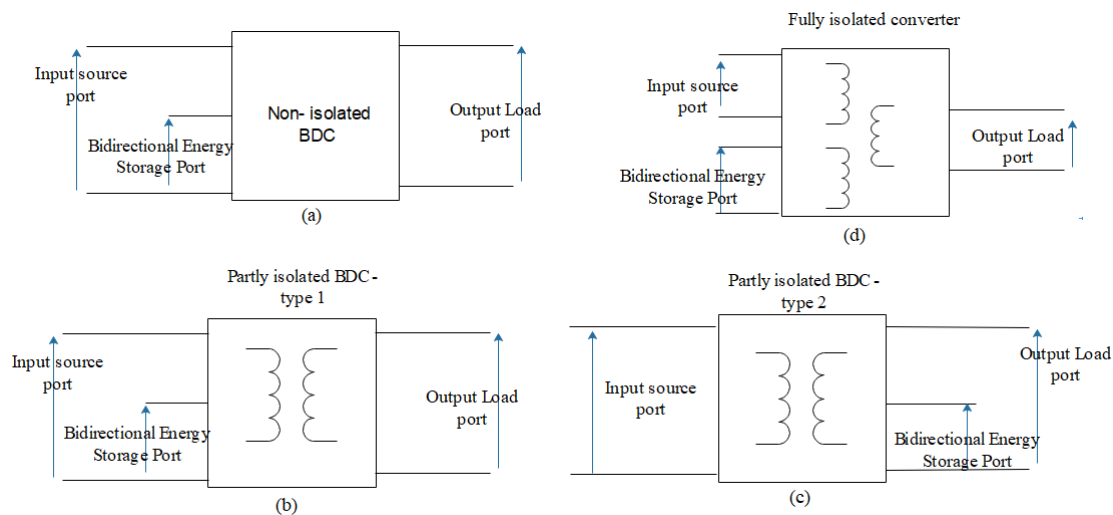 Input source
port
Bidirectional Energy
Storage Port
Non- isolated
BDC
Output Load
port
(a)
Fully isolated converter
Input source
port
Bidirectional Energy
Storage Port
Output Load
port
(d)
Partly isolated BDC -
type 1
Input source
port
Bidirectional Energy
Storage Port
Output Load
port
(b)
Partly isolated BDC -
type 2
Input source
port
Output Load
port
Bidirectional Energy
Storage Port
(c)